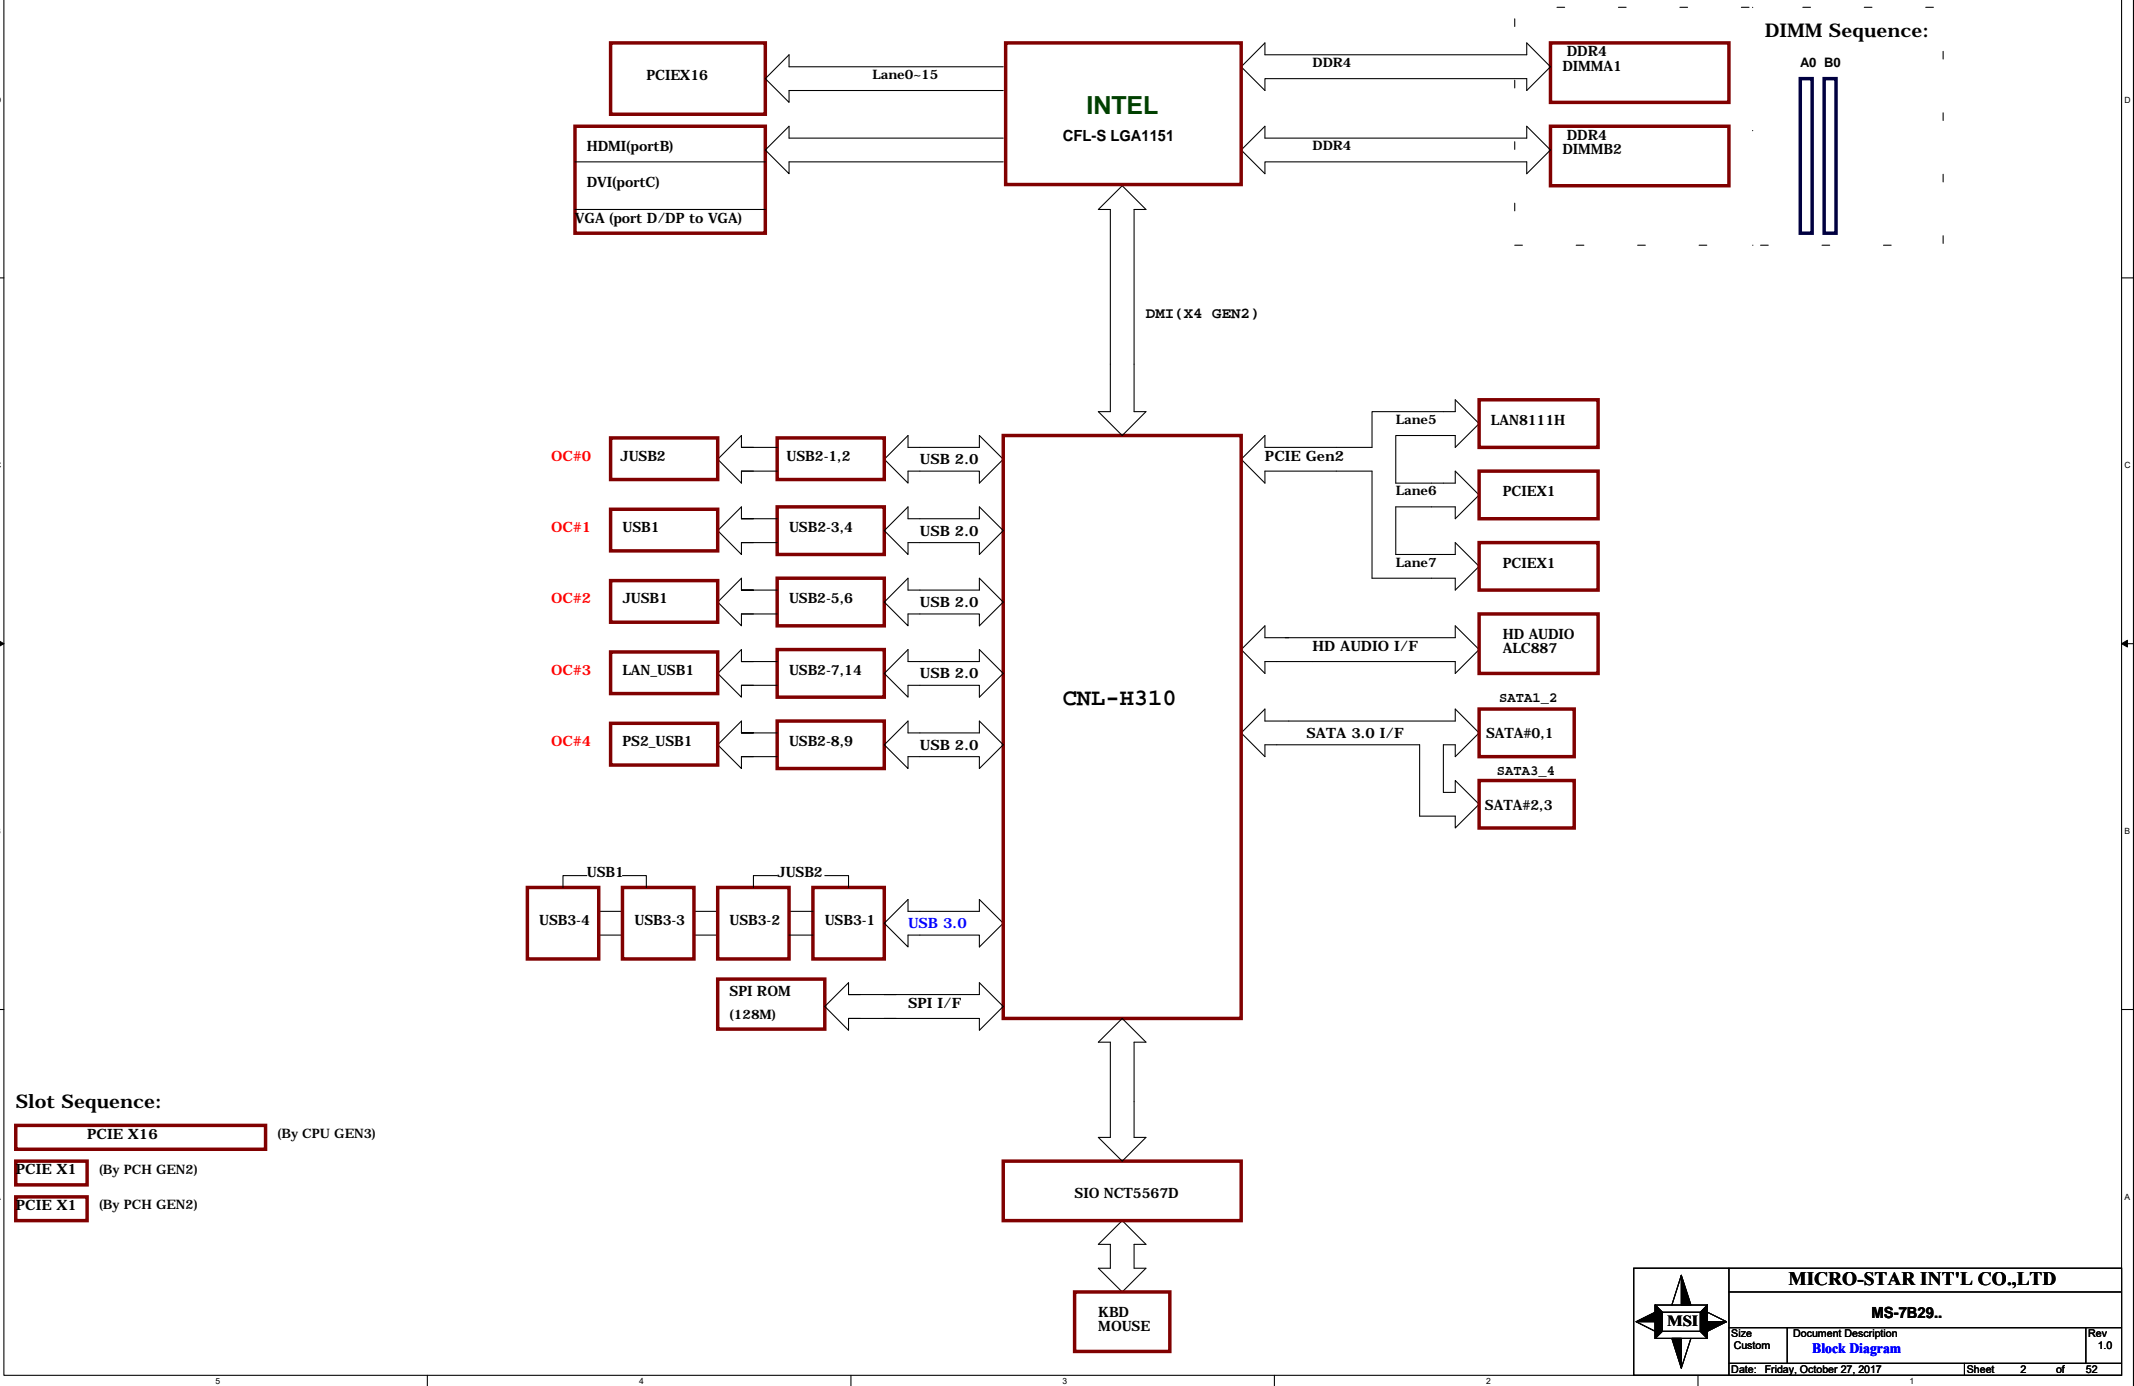 DIMM Sequence:
A0 B0
PCIEX16
Lane0~15
INTEL
CFL-S LGA1151
DDR4
DDR4
DIMMA1
HDMI(portB)
DVI(portC)
VGA (port D/DP to VGA)
DDR4
DDR4
DIMMB2
DMI(X4 GEN2)
OC#0
JUSB2
USB2-1,2
USB 2.0
OC#1
USB1
USB2-3,4
USB 2.0
OC#2
JUSB1
USB2-5,6
USB 2.0
OC#3
LAN_USB1
USB2-7,14
USB 2.0
OC#4
PS2_USB1
USB2-8,9
USB 2.0
CNL-H310
PCIE Gen2
Lane5
LAN8111H
Lane6
PCIEX1
Lane7
PCIEX1
HD AUDIO I/F
HD AUDIO
ALC887
SATA 3.0 I/F
SATA1_2
SATA#0,1
SATA3_4
SATA#2,3
USB1
JUSB2
USB3-4
USB3-3
USB3-2
USB3-1
USB 3.0
SPI ROM
(128M)
SPI I/F
Slot Sequence:
PCIE X16
(By CPU GEN3)
PCIE X1
(By PCH GEN2)
PCIE X1
(By PCH GEN2)
SIO NCT5567D
KBD
MOUSE
MSI
MICRO-STAR INT'L CO.,LTD
MS-7B29..
Size
Custom
Document Description
Block Diagram
Rev
1.0
Date: Friday, October 27, 2017
Sheet 2 of 52
D
C
B
A
5 4 3 2 1